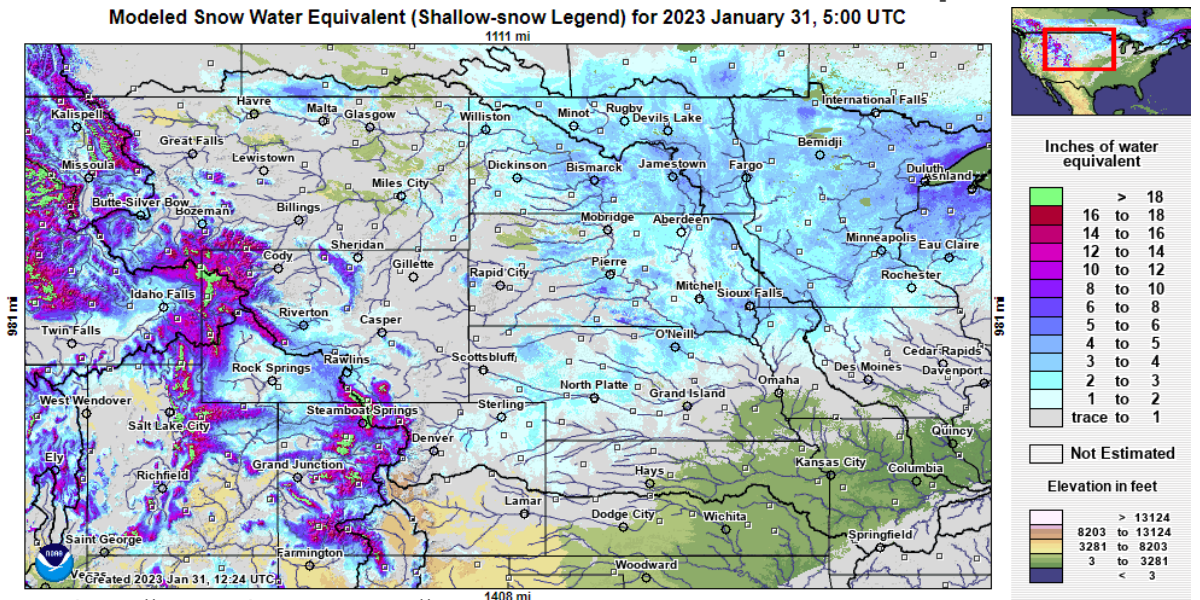 Modeled Snow Water Equivalent (Shallow-snow Legend) for 2023 January 31, 5:00 UTC
1111 mi
981 mi
981 mi
1408 mi
Kalispell
Havre
Malta
Glasgow
Williston
Minot
Rugby
Devils Lake
International Falls
Great Falls
Bemidji
Missoula
Lewistown
Miles City
Dickinson
Bismarck
Jamestown
Fargo
Duluth
Ashland
Butte-Silver Bow
Bozeman
Billings
Mobridge
Aberdeen
Minneapolis
Eau Claire
Sheridan
Cody
Gillette
Rapid City
Pierre
Rochester
Idaho Falls
Mitchell
Sioux Falls
Riverton
Casper
Twin Falls
O'Neill
Rawlins
Scottsbluff
Cedar Rapids
Rock Springs
Des Moines
Davenport
West Wendover
North Platte
Grand Island
Omaha
Steamboat Springs
Sterling
Salt Lake City
Denver
Quincy
Ely
Grand Junction
Richfield
Hays
Kansas City
Columbia
Lamar
Dodge City
Wichita
Saint George
Springfield
Farmington
Woodward
NOAA
Vegas
Created 2023 Jan 31, 12:24 UTC
Inches of water
equivalent
> 18
16 to 18
14 to 16
12 to 14
10 to 12
8 to 10
6 to 8
5 to 6
4 to 5
3 to 4
2 to 3
1 to 2
trace to 1
Not Estimated
Elevation in feet
> 13124
8203 to 13124
3281 to 8203
3 to 3281
< 3